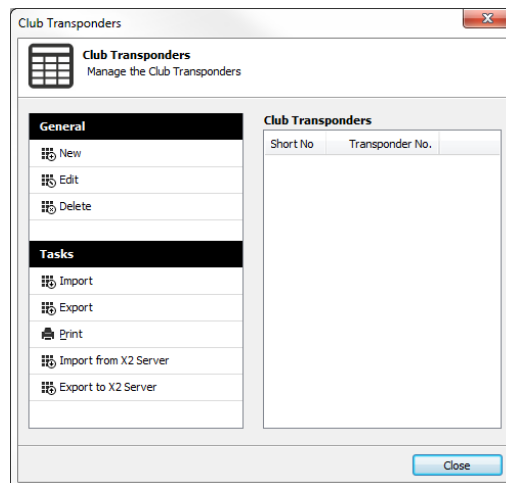 Club Transponders
Club Transponders
Manage the Club Transponders
General
New
Edit
Delete
Tasks
Import
Export
Print
Import from X2 Server
Export to X2 Server
Club Transponders
Short No Transponder No.
Close